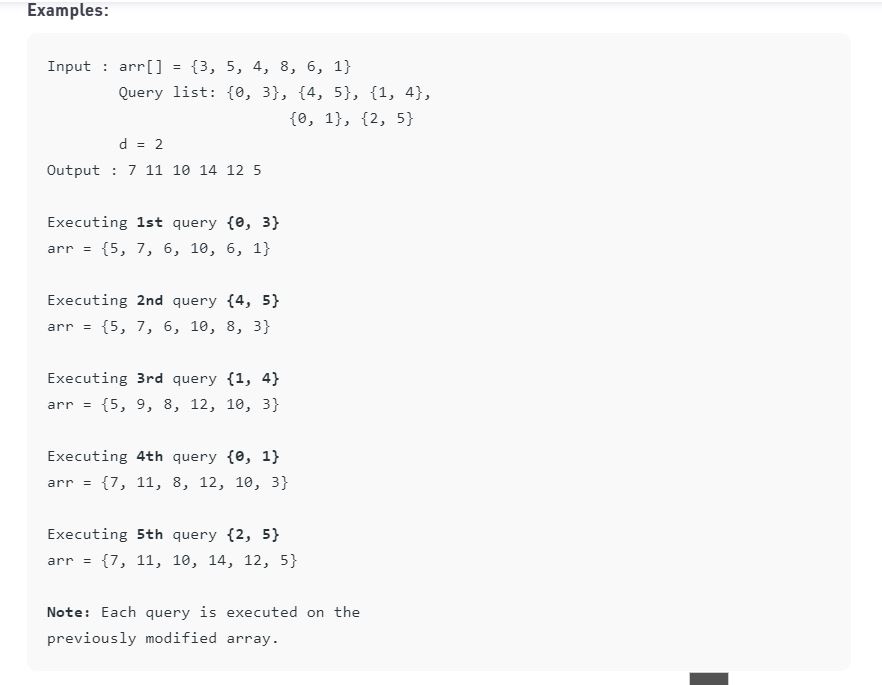 Examples:
Input : arr[] = {3, 5, 4, 8, 6, 1}
Query list: {0, 3}, {4, 5}, {1, 4},
{0, 1}, {2, 5}
d = 2
Output : 7 11 10 14 12 5
Executing 1st query {0, 3}
arr = {5, 7, 6, 10, 6, 1}
Executing 2nd query {4, 5}
arr = {5, 7, 6, 10, 8, 3}
Executing 3rd query {1, 4}
arr = {5, 9, 8, 12, 10, 3}
Executing 4th query {0, 1}
arr = {7, 11, 8, 12, 10, 3}
Executing 5th query {2, 5}
arr = {7, 11, 10, 14, 12, 5}
Note: Each query is executed on the
previously modified array.